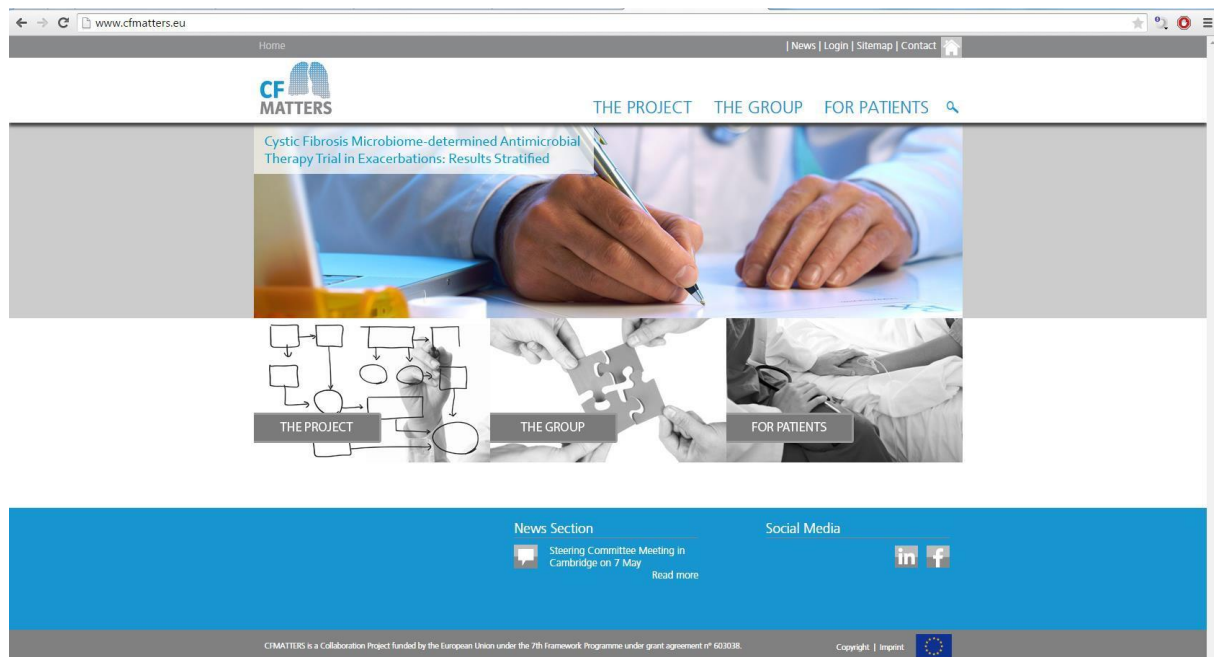 www.cfmatters.eu
Home
| News | Login | Sitemap | Contact
CF
MATTERS
THE PROJECT THE GROUP FOR PATIENTS
Cystic Fibrosis Microbiome-determined Antimicrobial
Therapy Trial in Exacerbations: Results Stratified
THE PROJECT
THE GROUP
FOR PATIENTS
News Section
Steering Committee Meeting in
Cambridge on 7 May
Read more
Social Media
in f
CFMATTERS is a Collaboration Project funded by the European Union under the 7th Framework Programme under grant agreement n° 603038.
Copyright | Imprint